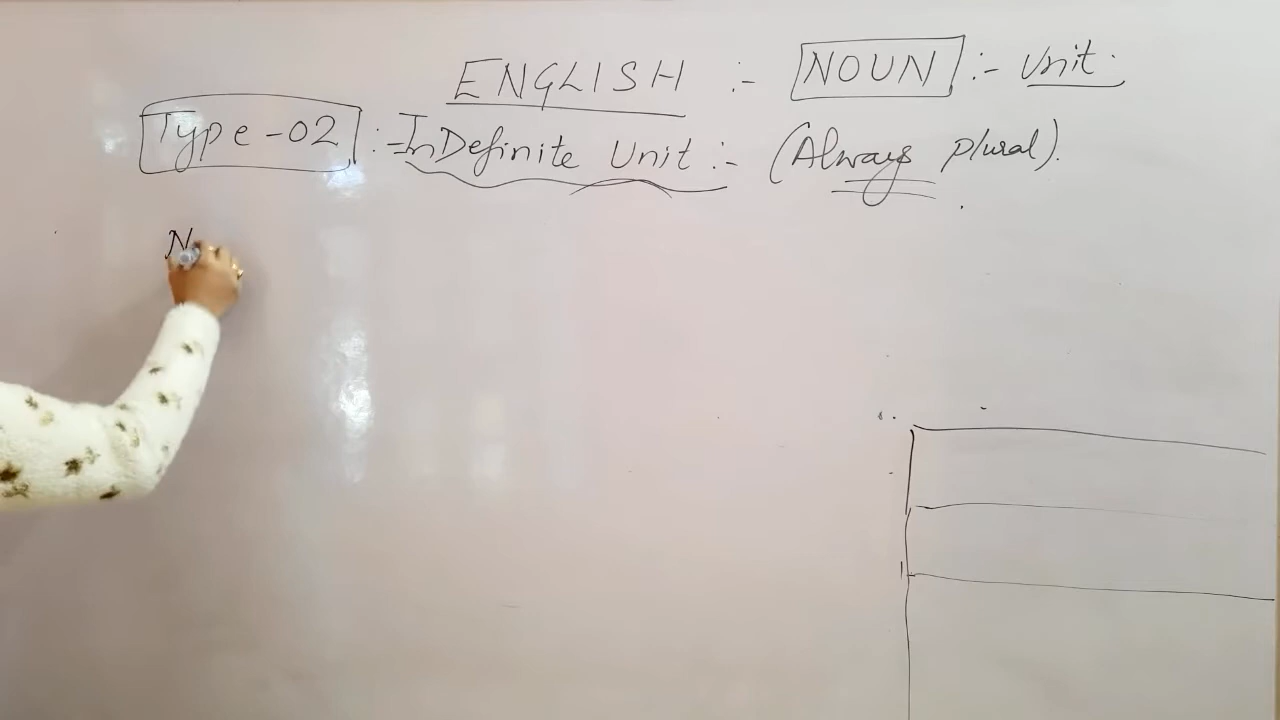 ENGLISH :- NOUN :- Unit.
Type-02 :- InDefinite Unit :- (Always plural).
N